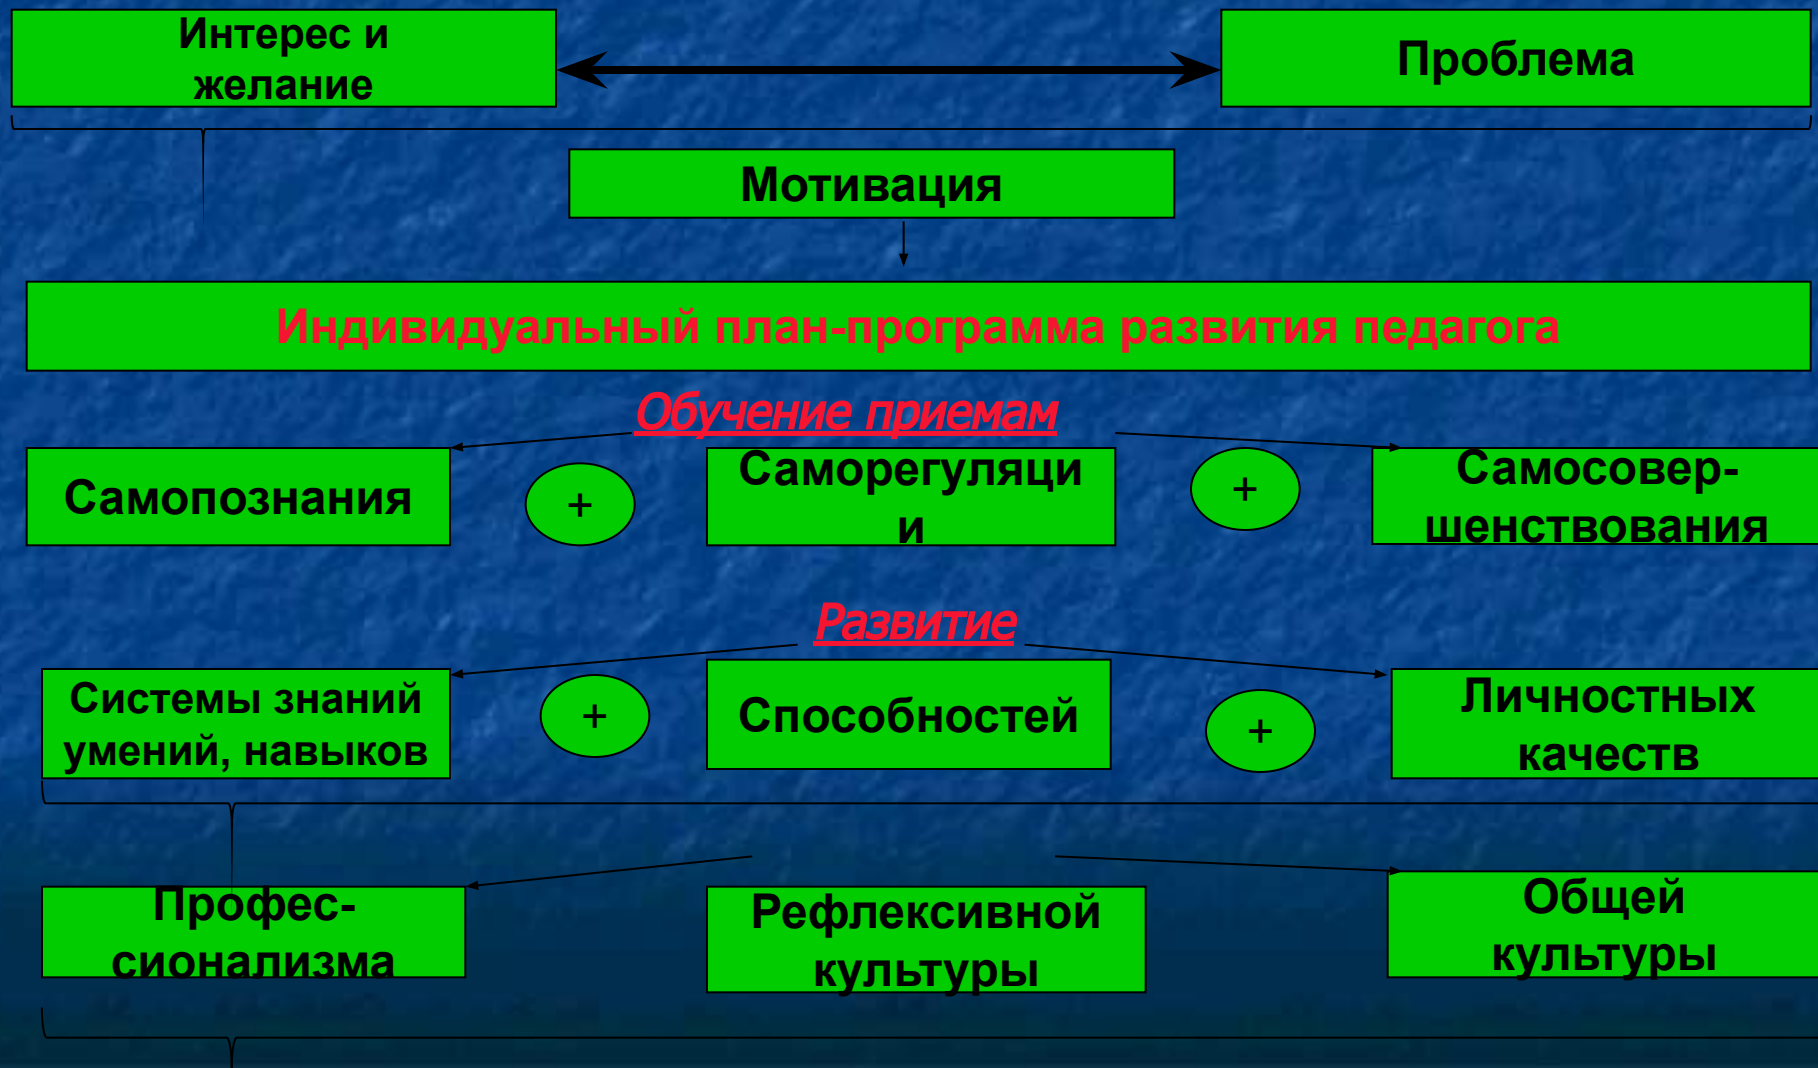 Интерес и
желание
Проблема
Мотивация
Индивидуальный план-программа развития педагога
Обучение приемам
Самопознания
+
Саморегуляци
и
+
Самосовер-
шенствования
Развитие
Системы знаний
умений, навыков
+
Способностей
+
Личностных
качеств
Профес-
сионализма
Рефлексивной
культуры
Общей
культуры